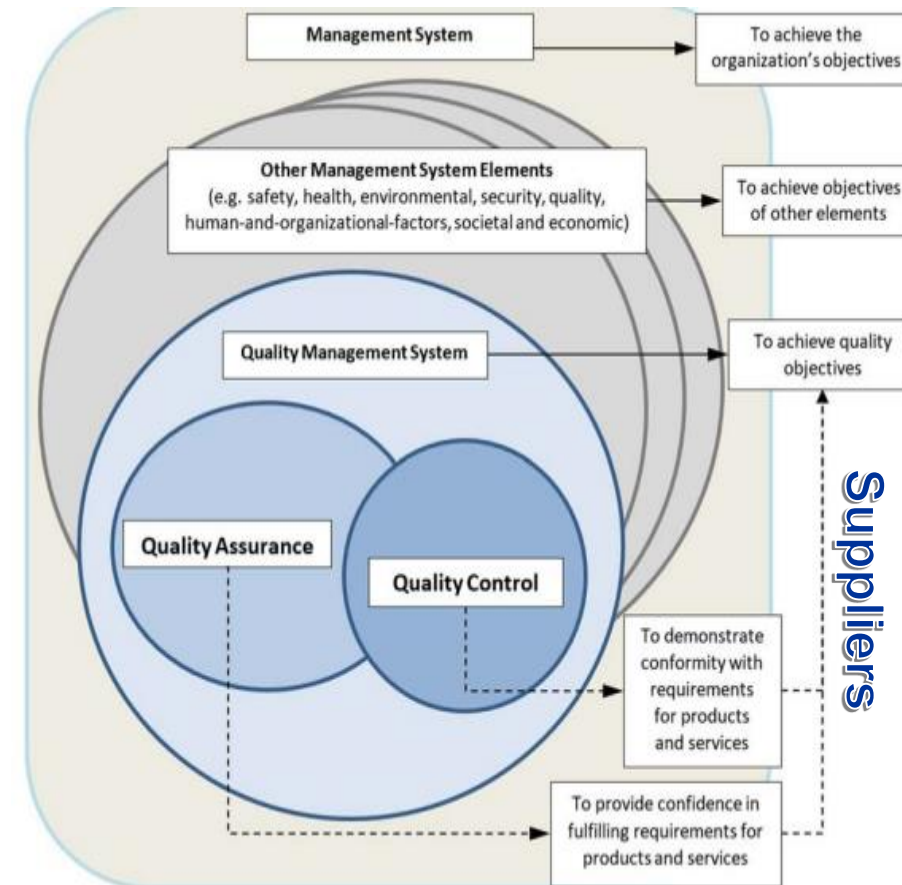 Management System
To achieve the
organization's objectives
Other Management System Elements
(e.g. safety, health, environmental, security, quality,
human-and-organizational-factors, societal and economic)
To achieve objectives
of other elements
Quality Management System
To achieve quality
objectives
Suppliers
Quality Assurance
Quality Control
To demonstrate
conformity with
requirements
for products
and services
To provide confidence in
fulfilling requirements for
products and services